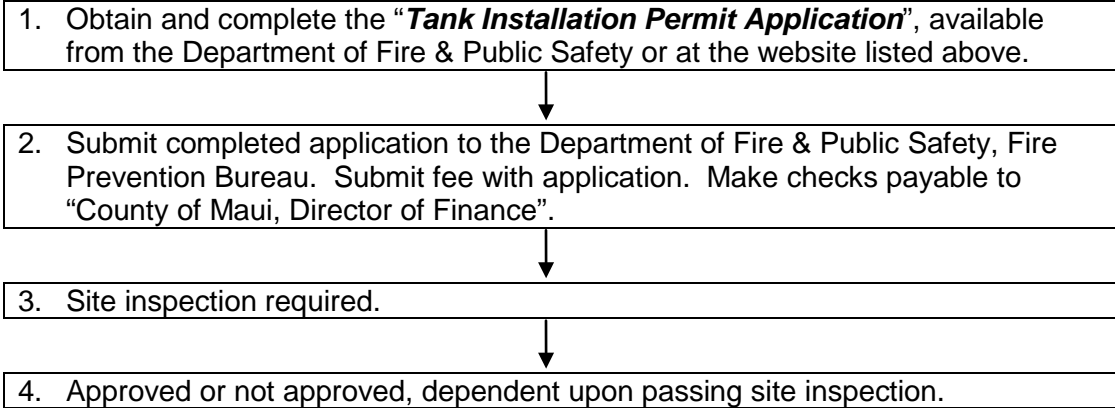 1. Obtain and complete the “Tank Installation Permit Application”, available
from the Department of Fire & Public Safety or at the website listed above.
2. Submit completed application to the Department of Fire & Public Safety, Fire
Prevention Bureau. Submit fee with application. Make checks payable to
“County of Maui, Director of Finance”.
3. Site inspection required.
4. Approved or not approved, dependent upon passing site inspection.